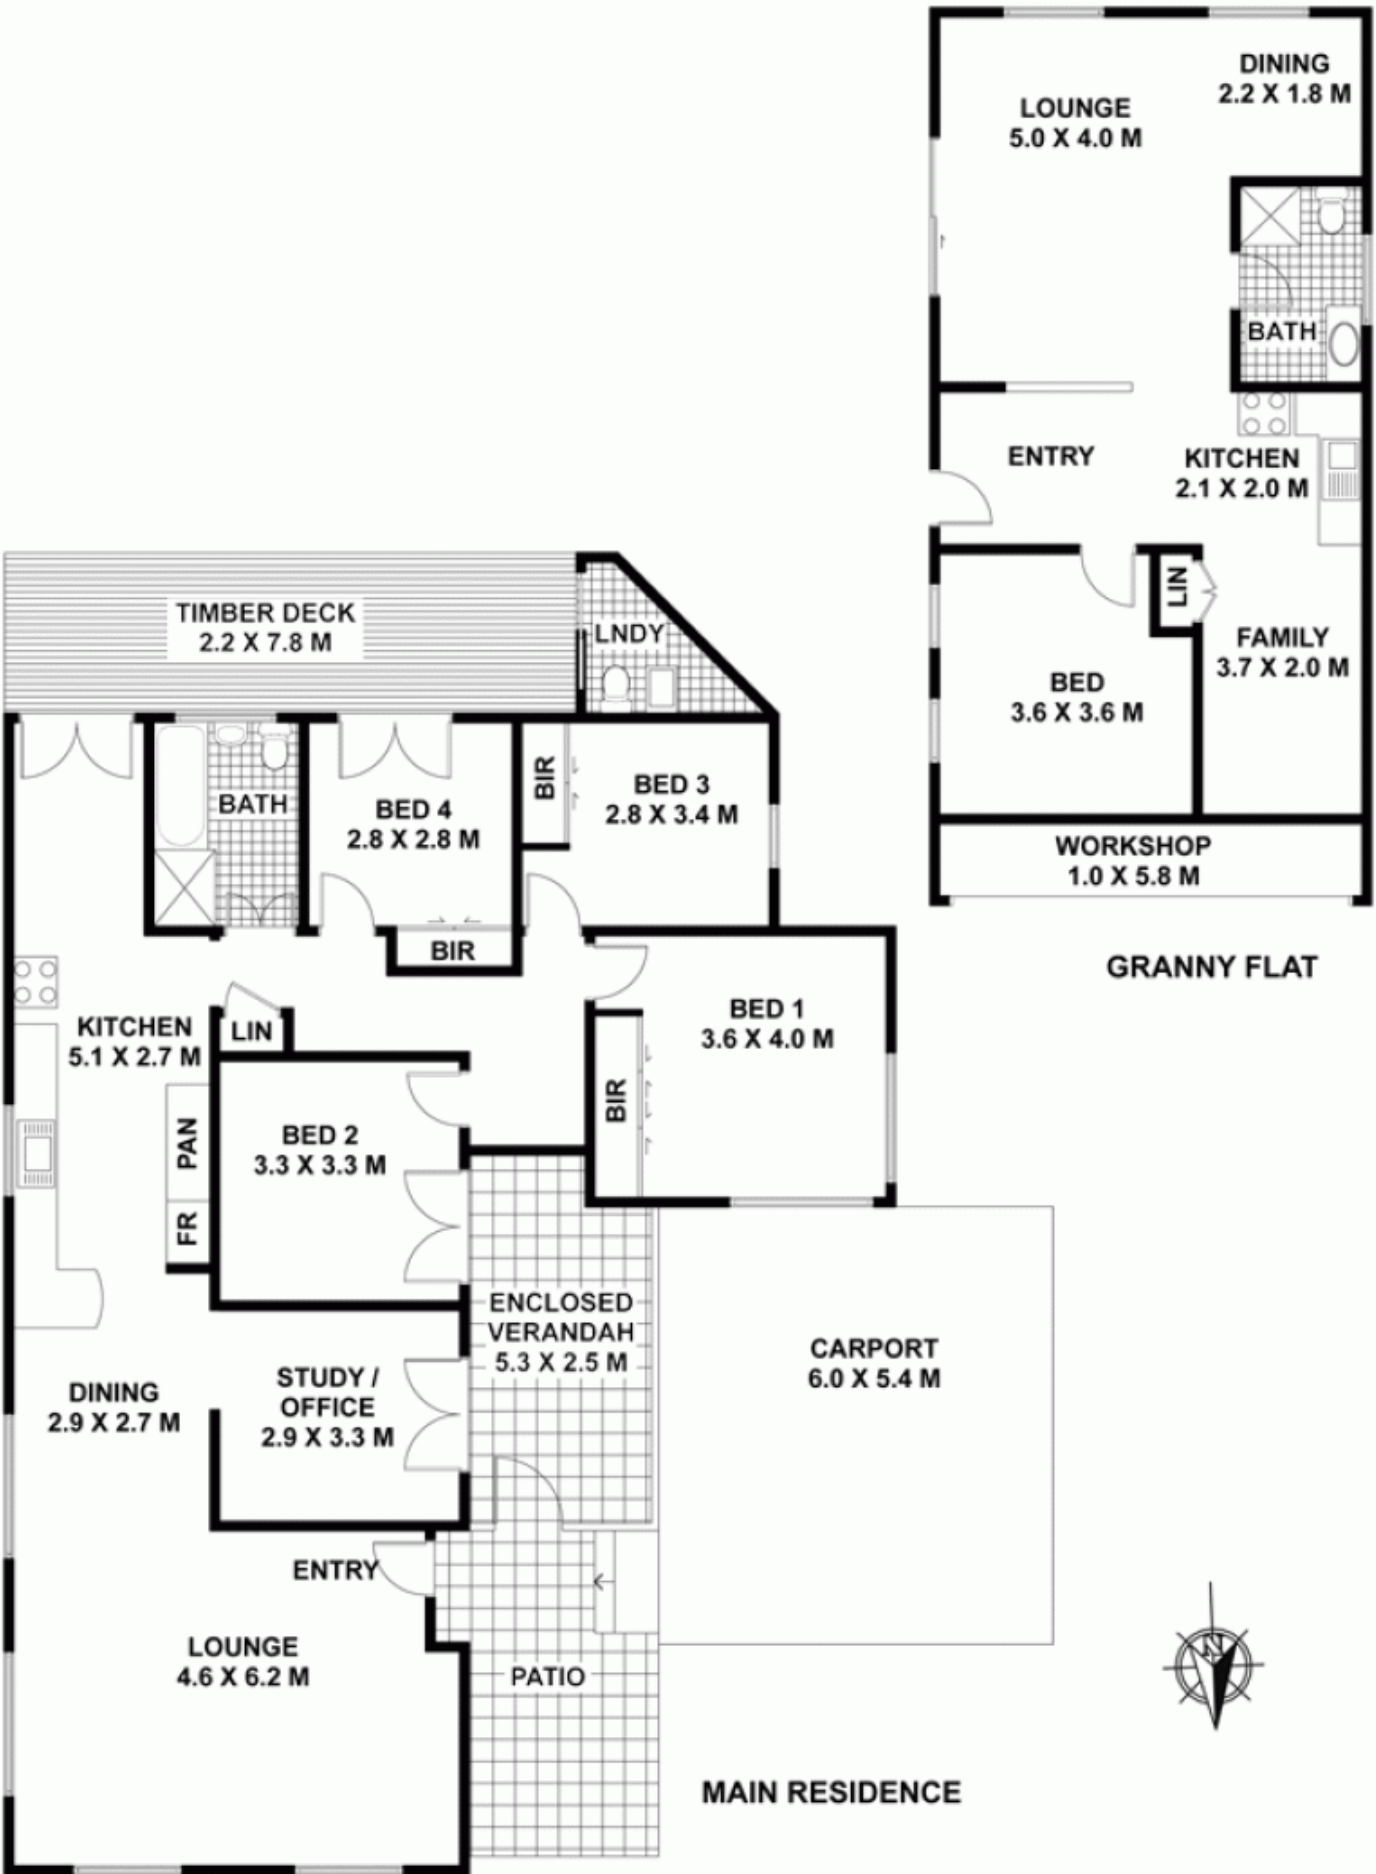 DINING
2.2 X 1.8 M
LOUNGE
5.0 X 4.0 M
BATH
ENTRY
KITCHEN
2.1 X 2.0 M
LIN
FAMILY
3.7 X 2.0 M
BED
3.6 X 3.6 M
WORKSHOP
1.0 X 5.8 M
GRANNY FLAT
TIMBER DECK
2.2 X 7.8 M
LNDY
BATH
BED 4
2.8 X 2.8 M
BIR
BIR
BED 3
2.8 X 3.4 M
KITCHEN
5.1 X 2.7 M
LIN
BED 1
3.6 X 4.0 M
BIR
PAN
FR
BED 2
3.3 X 3.3 M
ENCLOSED
VERANDAH
5.3 X 2.5 M
CARPORT
6.0 X 5.4 M
DINING
2.9 X 2.7 M
STUDY /
OFFICE
2.9 X 3.3 M
ENTRY
LOUNGE
4.6 X 6.2 M
PATIO
N
MAIN RESIDENCE